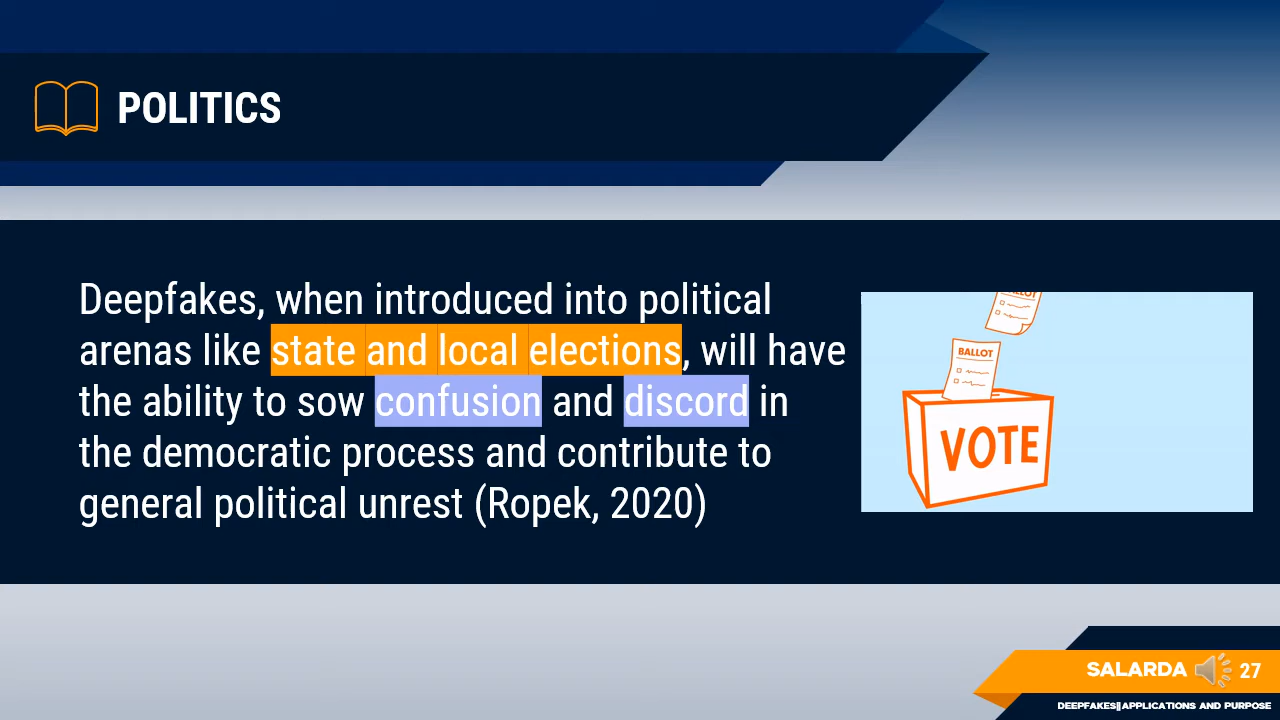 POLITICS
Deepfakes, when introduced into political
arenas like state and local elections, will have
the ability to sow confusion and discord in
the democratic process and contribute to
general political unrest (Ropek, 2020)
BALLOT
BALLOT
VOTE
SALARDA 27
DEEPFAKES||APPLICATIONS AND PURPOSE